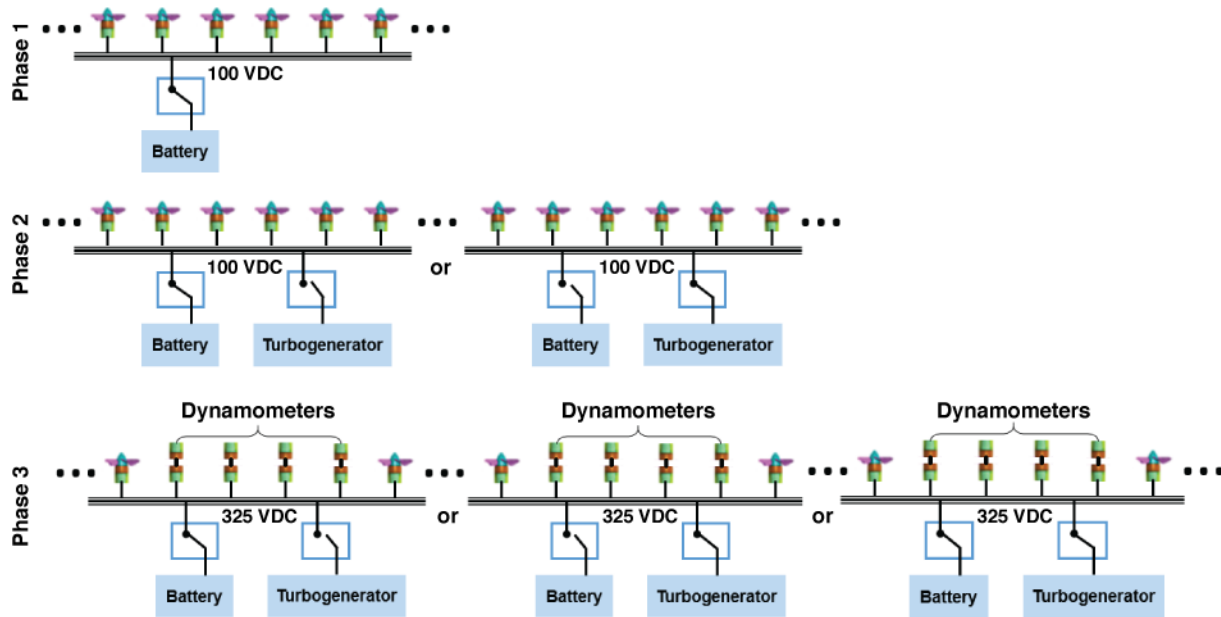 Phase 1
100 VDC
Battery
Phase 2
100 VDC
Battery
Turbogenerator
or
100 VDC
Battery
Turbogenerator
Phase 3
Dynamometers
325 VDC
Battery
Turbogenerator
or
Dynamometers
325 VDC
Battery
Turbogenerator
or
Dynamometers
325 VDC
Battery
Turbogenerator